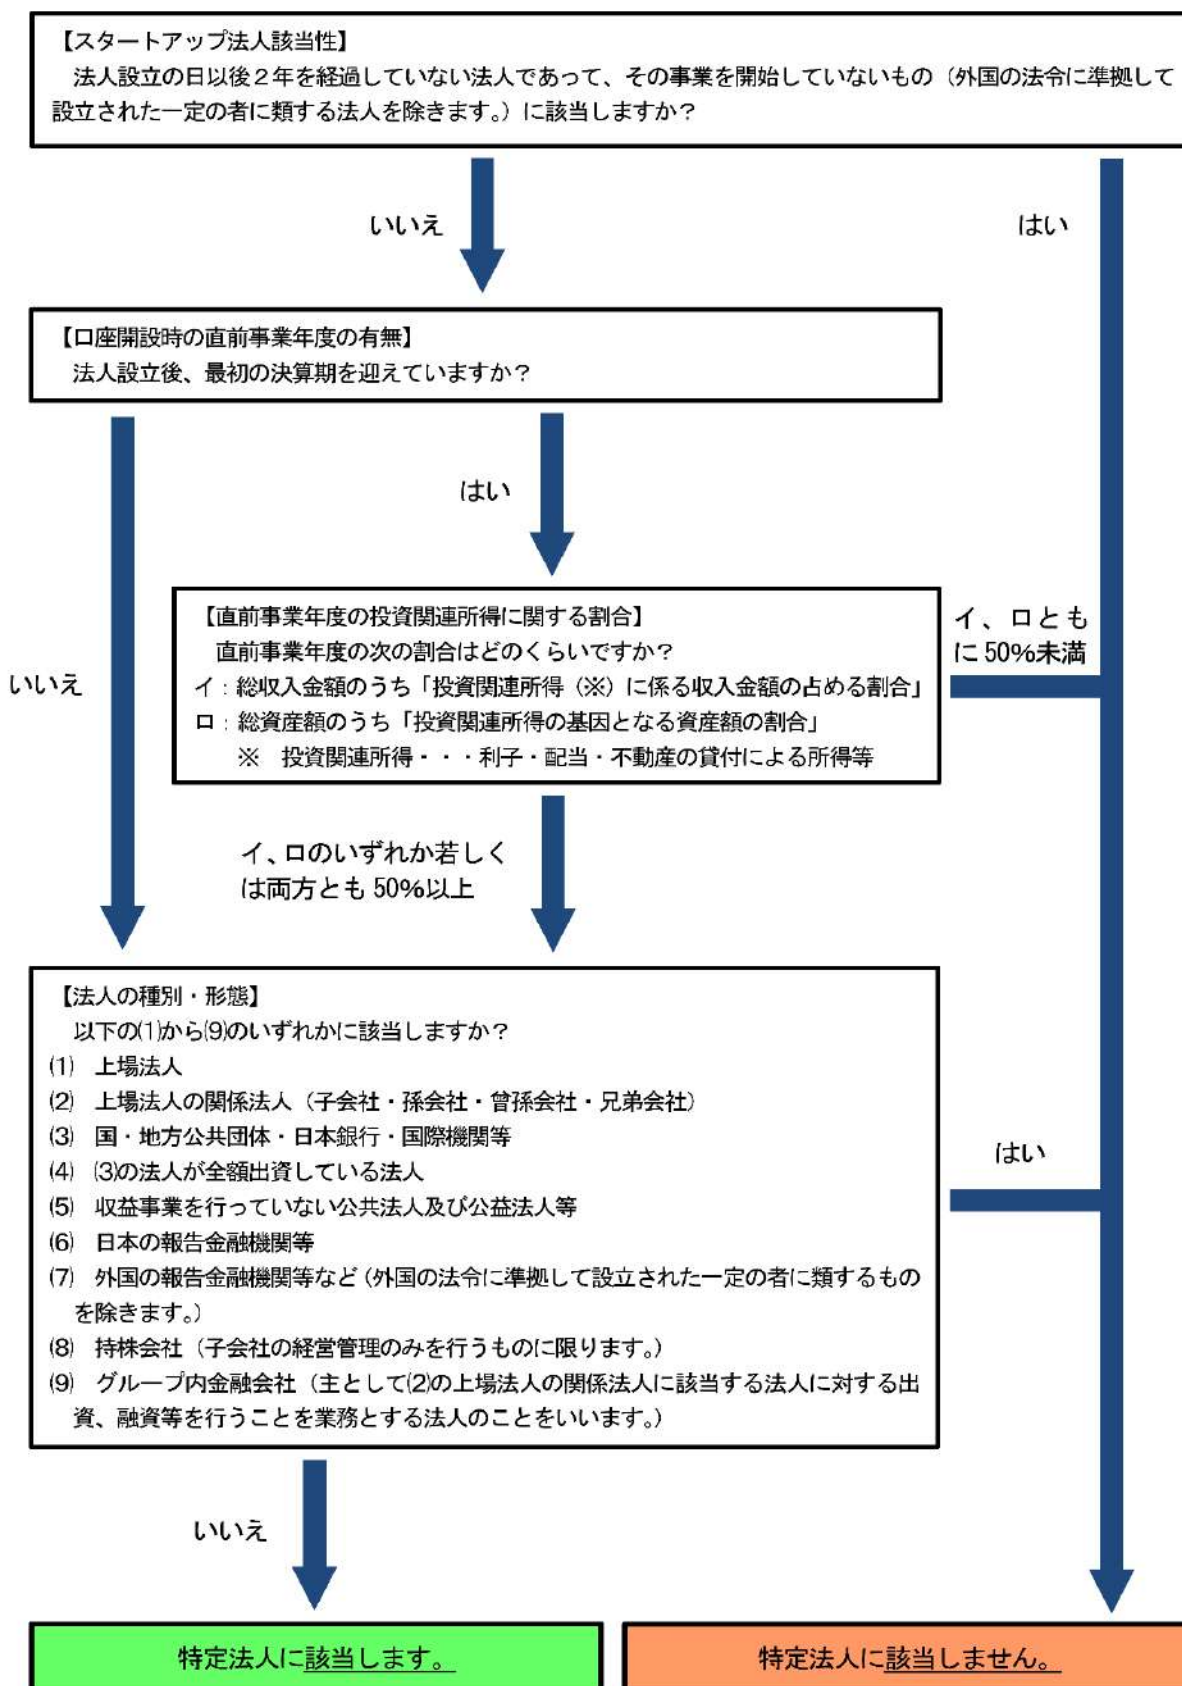 【スタートアップ法人該当性】
法人設立の日以後２年を経過していない法人であって、その事業を開始していないもの（外国の法令に準拠して
設立された一定の者に類する法人を除きます。）に該当しますか？
いいえ
はい
【口座開設時の直前事業年度の有無】
法人設立後、最初の決算期を迎えていますか？
はい
【直前事業年度の投資関連所得に関する割合】
直前事業年度の次の割合はどのくらいですか？
イ：総収入金額のうち「投資関連所得（※）に係る収入金額の占める割合」
ロ：総資産額のうち「投資関連所得の基因となる資産額の割合」
※　投資関連所得・・・利子・配当・不動産の貸付による所得等
イ、ロとも
に 50%未満
いいえ
イ、ロのいずれか若しく
は両方とも 50%以上
【法人の種別・形態】
以下の⑴から⑼のいずれかに該当しますか？
⑴　上場法人
⑵　上場法人の関係法人（子会社・孫会社・曾孫会社・兄弟会社）
⑶　国・地方公共団体・日本銀行・国際機関等
⑷　⑶の法人が全額出資している法人
⑸　収益事業を行っていない公共法人及び公益法人等
⑹　日本の報告金融機関等
⑺　外国の報告金融機関等など（外国の法令に準拠して設立された一定の者に類するもの
を除きます。）
⑻　持株会社（子会社の経営管理のみを行うものに限ります。）
⑼　グループ内金融会社（主として⑵の上場法人の関係法人に該当する法人に対する出
資、融資等を行うことを業務とする法人のことをいいます。）
はい
いいえ
特定法人に該当します。
特定法人に該当しません。